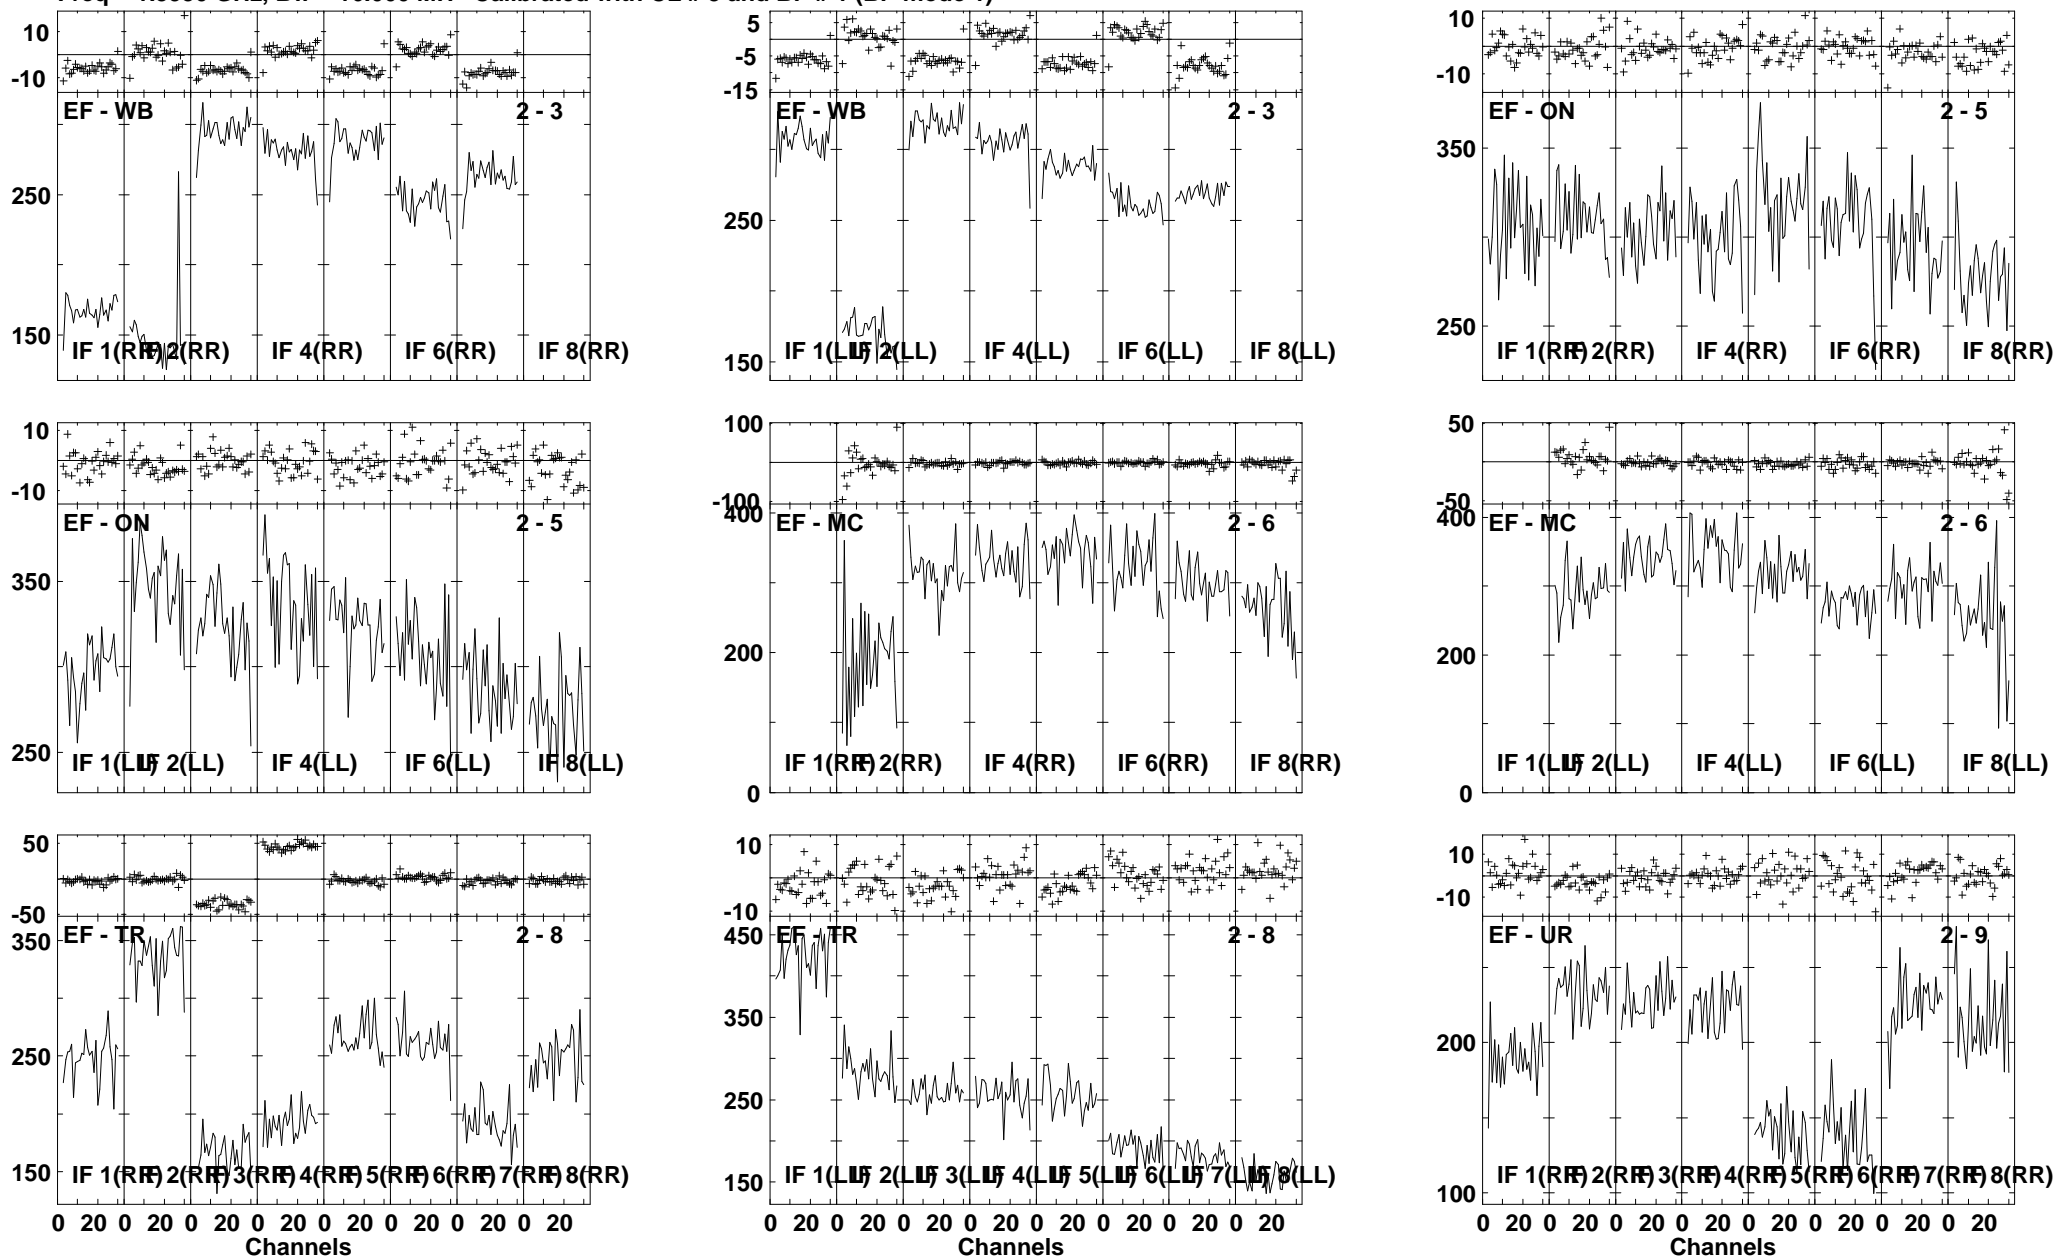 10
-10
EF - WB 2 - 3
250
150
IF 1(RR) IF 2(RR) IF 4(RR) IF 6(RR) IF 8(RR)
5
-5
-15
EF - WB 2 - 3
250
150
IF 1(LL) IF 2(LL) IF 4(LL) IF 6(LL) IF 8(LL)
10
-10
EF - ON 2 - 5
350
250
IF 1(RR) IF 2(RR) IF 4(RR) IF 6(RR) IF 8(RR)
10
-10
EF - ON 2 - 5
350
250
IF 1(LL) IF 2(LL) IF 4(LL) IF 6(LL) IF 8(LL)
100
-100
400
EF - MC 2 - 6
200
IF 1(RR) IF 2(RR) IF 4(RR) IF 6(RR) IF 8(RR)
0
50
-50
400
EF - MC 2 - 6
200
IF 1(LL) IF 2(LL) IF 4(LL) IF 6(LL) IF 8(LL)
0
50
-50
350
EF - TR 2 - 8
250
150
IF 1(RR) IF 2(RR) IF 3(RR) IF 4(RR) IF 5(RR) IF 6(RR) IF 7(RR) IF 8(RR)
0 20 0 20 0 20 0 20 0 20 0 20 0 20 0 20
Channels
10
-10
450
EF - TR 2 - 8
350
250
150
IF 1(LL) IF 2(LL) IF 3(LL) IF 4(LL) IF 5(LL) IF 6(LL) IF 7(LL) IF 8(LL)
0 20 0 20 0 20 0 20 0 20 0 20 0 20 0 20
Channels
10
-10
EF - UR 2 - 9
200
100
IF 1(RR) IF 2(RR) IF 3(RR) IF 4(RR) IF 5(RR) IF 6(RR) IF 7(RR) IF 8(RR)
0 20 0 20 0 20 0 20 0 20 0 20 0 20 0 20
Channels